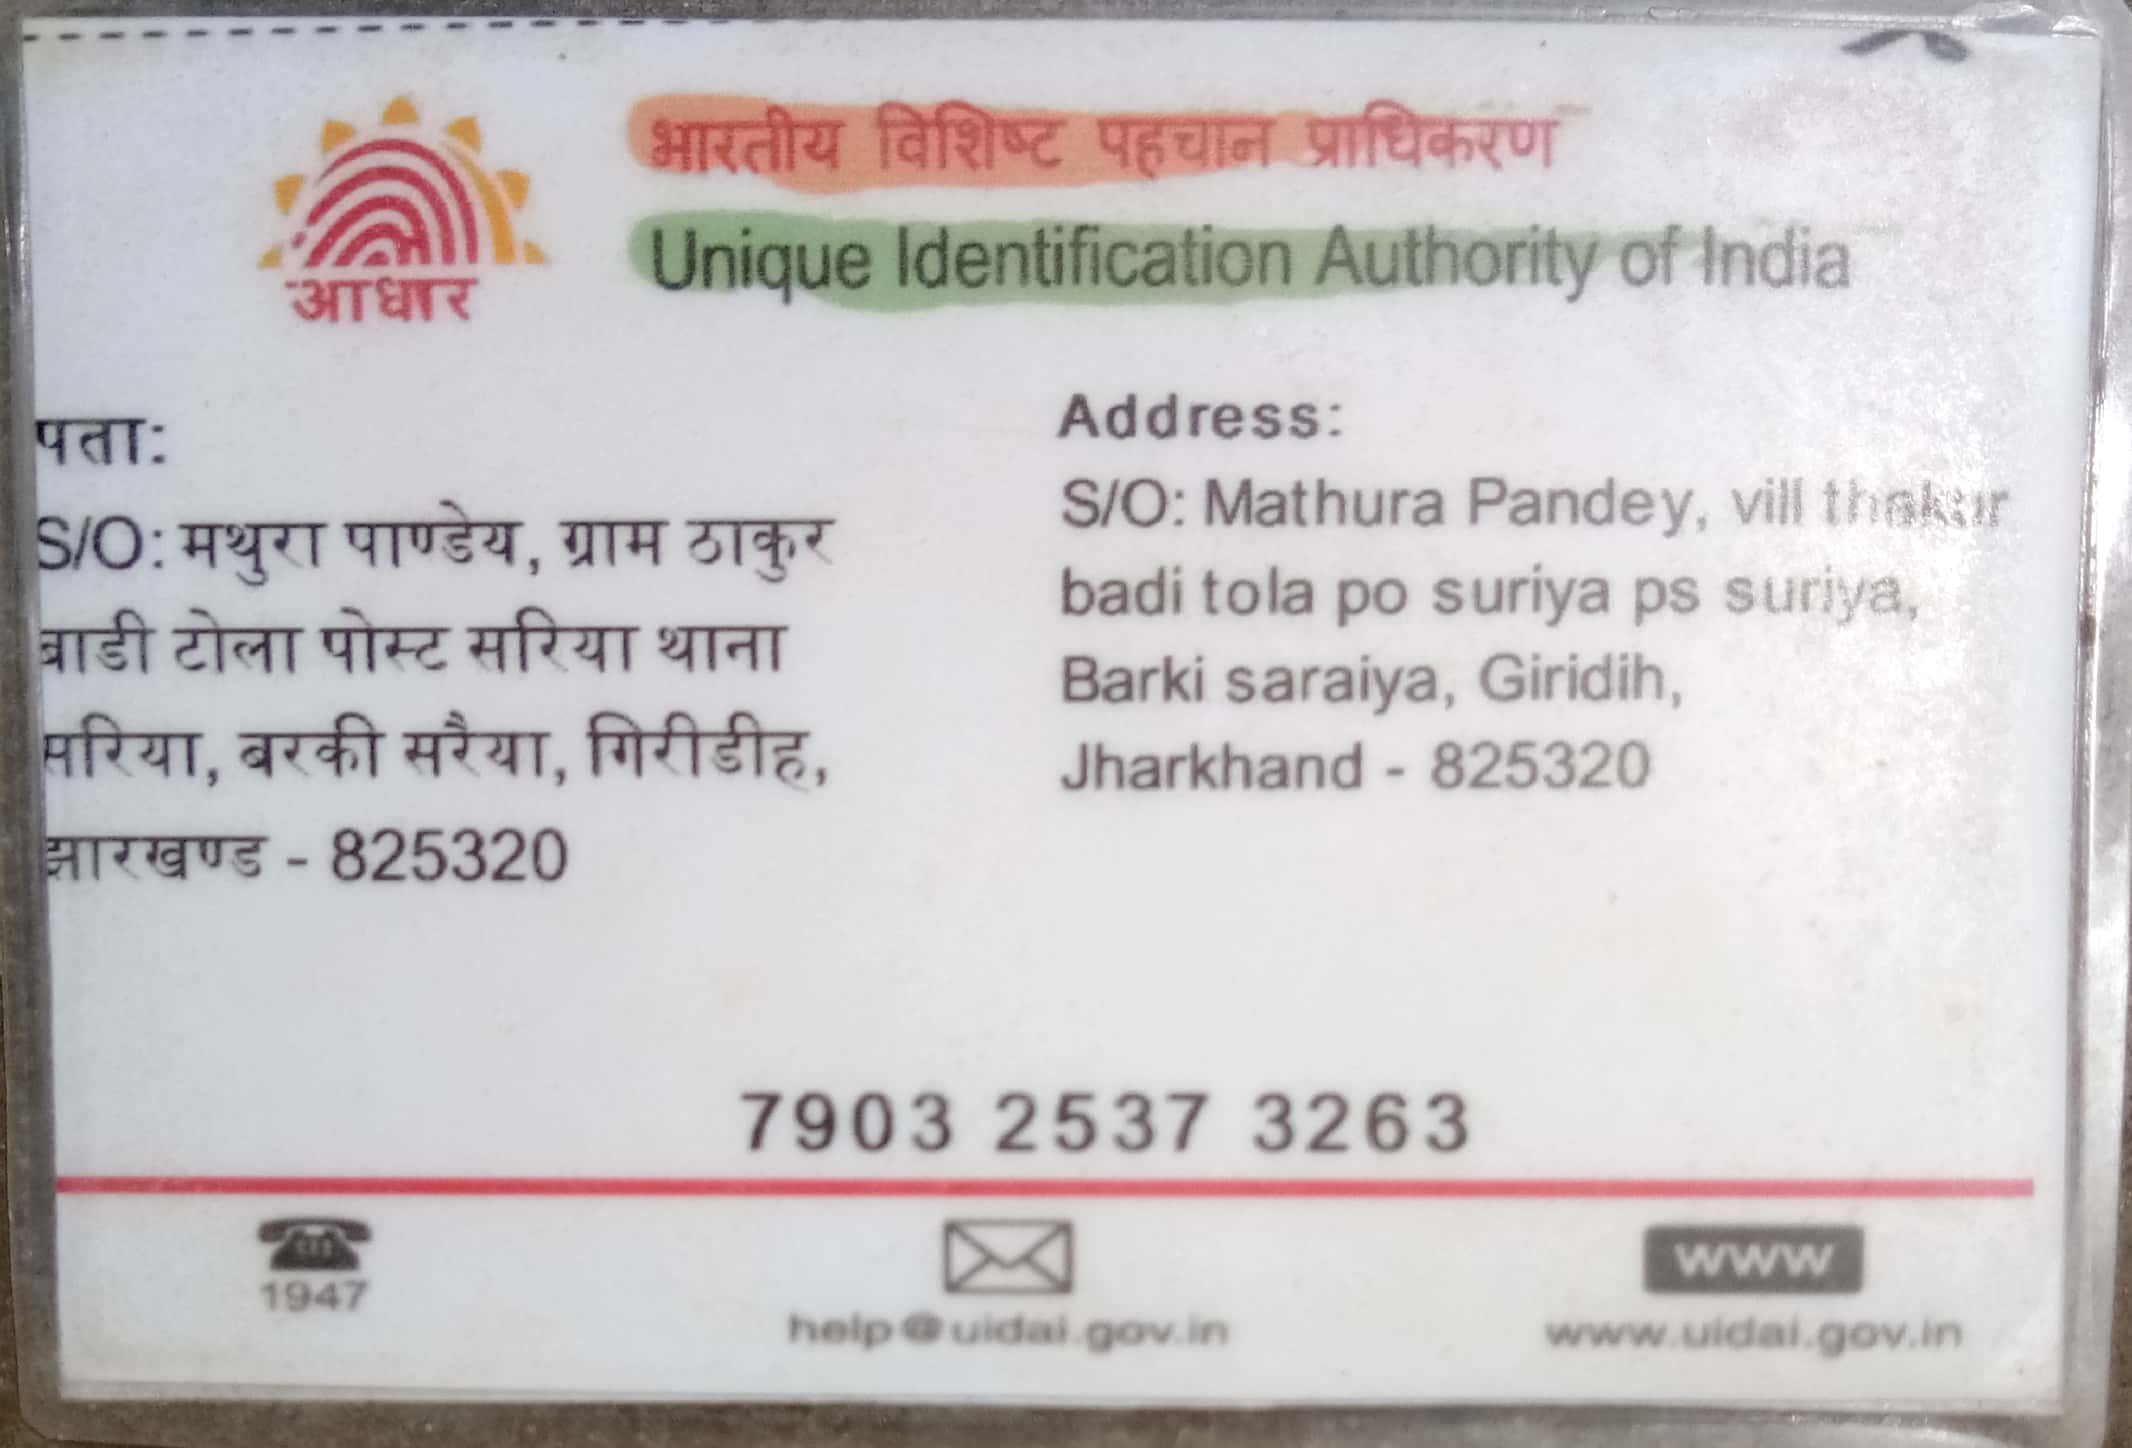 भारतीय विशिष्ट पहचान प्राधिकरण
Unique Identification Authority of India
आधार
पता:
S/O: मथुरा पाण्डेय, ग्राम ठाकुर
बाडी टोला पोस्ट सरिया थाना
सरिया, बरकी सरैया, गिरीडीह,
झारखण्ड - 825320
Address:
S/O: Mathura Pandey, vill thakur
badi tola po suriya ps suriya,
Barki saraiya, Giridih,
Jharkhand - 825320
7903 2537 3263
1947
help@uidai.gov.in
www
www.uidai.gov.in